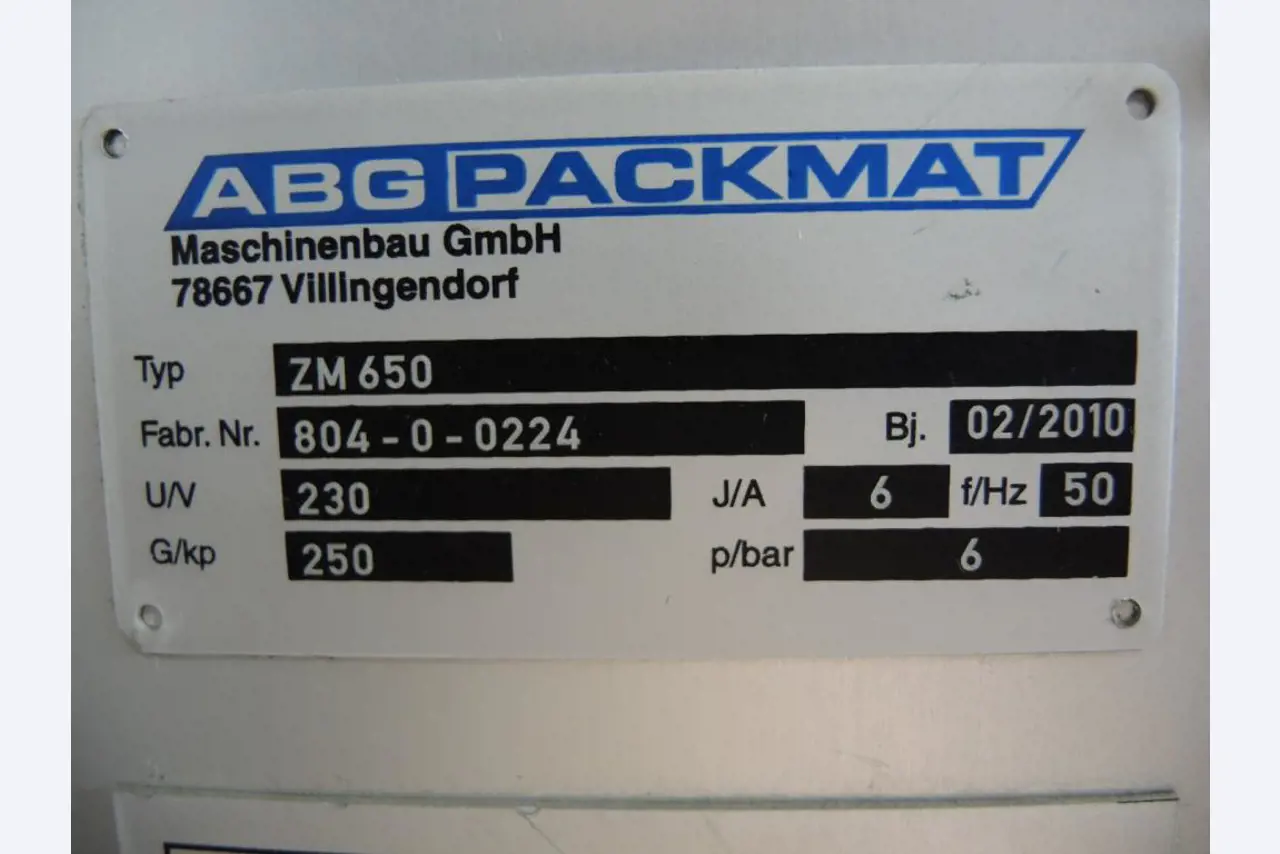 ABG PACKMAT
Maschinenbau GmbH
78667 Villingendorf
Typ ZM 650
Fabr. Nr. 804-0-0224 Bj. 02/2010
U/V 230 J/A 6 f/Hz 50
G/kp 250 p/bar 6